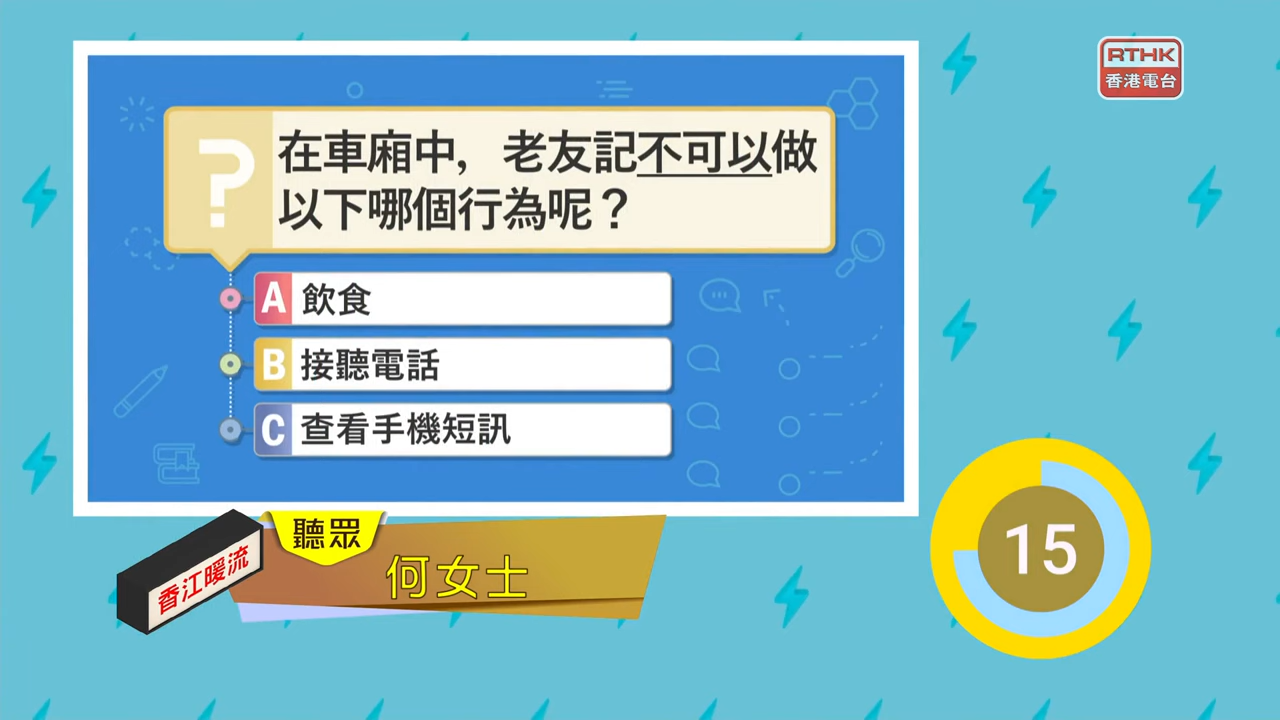 RTHK
香港電台
?
在車廂中，老友記不可以做
以下哪個行為呢？
A 飲食
B 接聽電話
C 查看手機短訊
聽眾
香江暖流
何女士
15